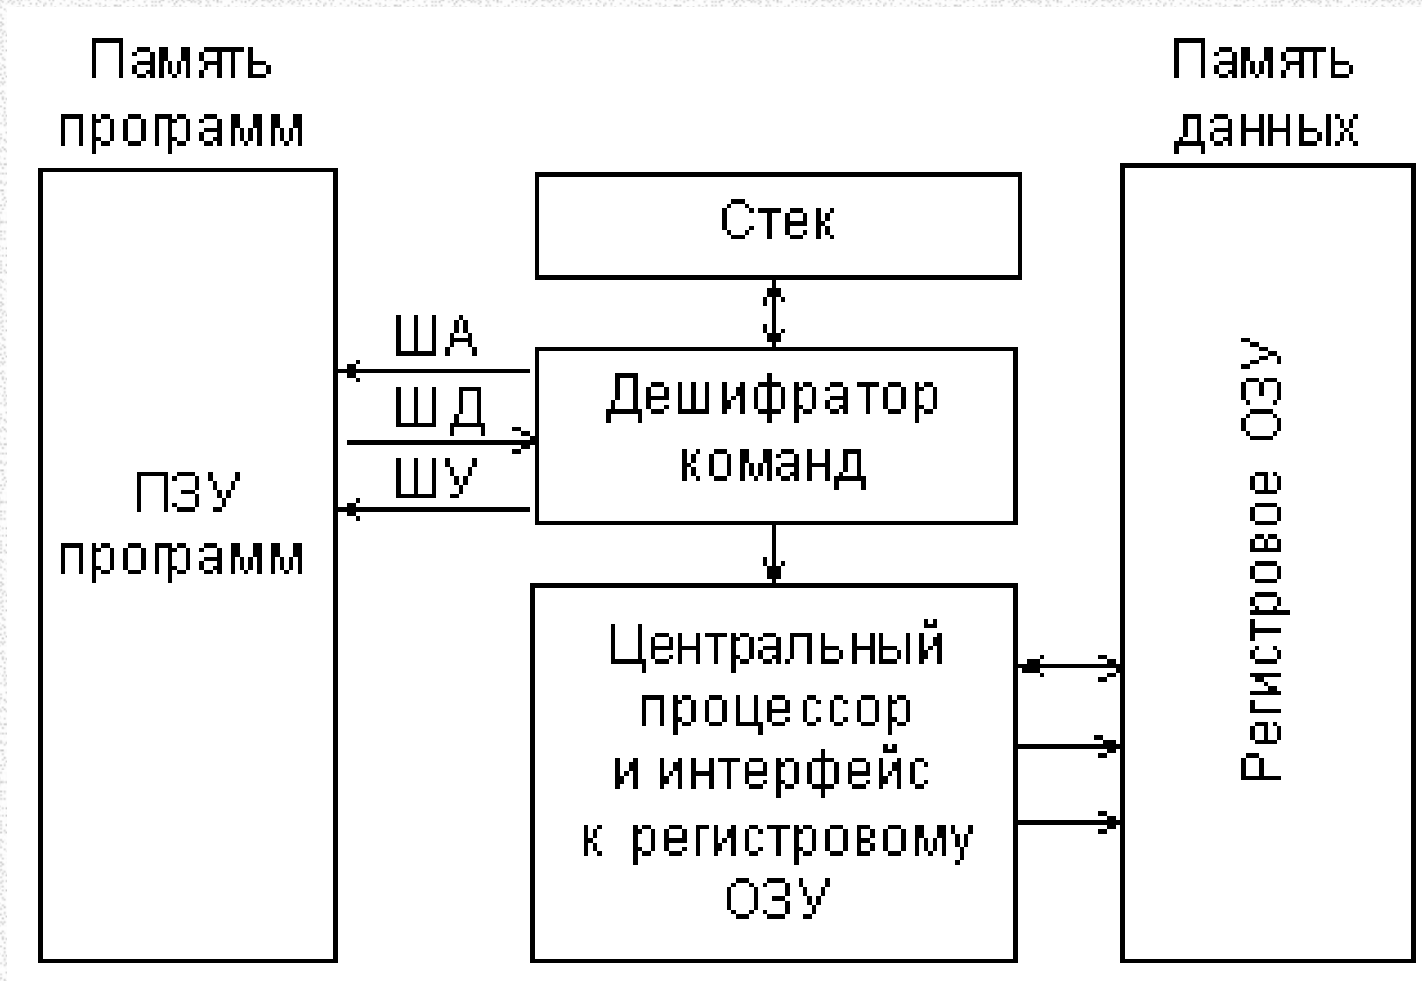 Память
программ
Память
данных
Стек
ША
ШД
ШУ
Дешифратор
команд
ПЗУ
программ
Центральный
процессор
и интерфейс
к регистровому
ОЗУ
Регистровое ОЗУ